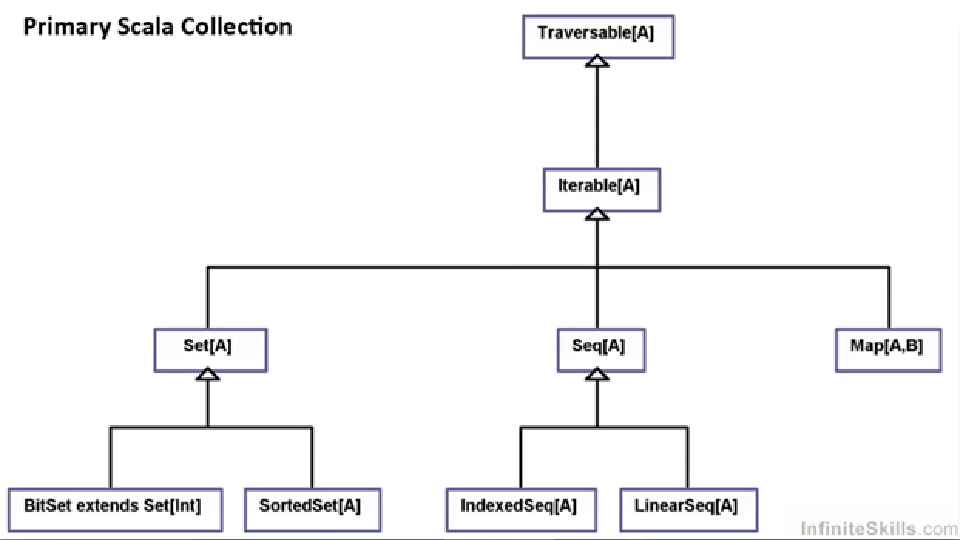 Primary Scala Collection
Traversable[A]
Iterable[A]
Set[A]
Seq[A]
Map[A,B]
BitSet extends Set[Int]
SortedSet[A]
IndexedSeq[A]
LinearSeq[A]
InfiniteSkills.com